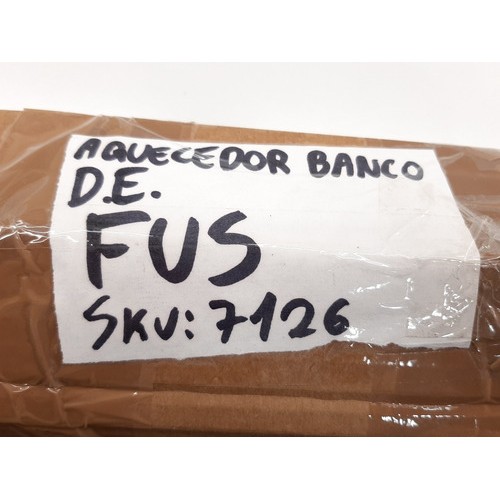 AQUECEDOR BANCO
D.E.
FUS
SKU: 7126